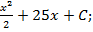 x²/2 + 25x + C;